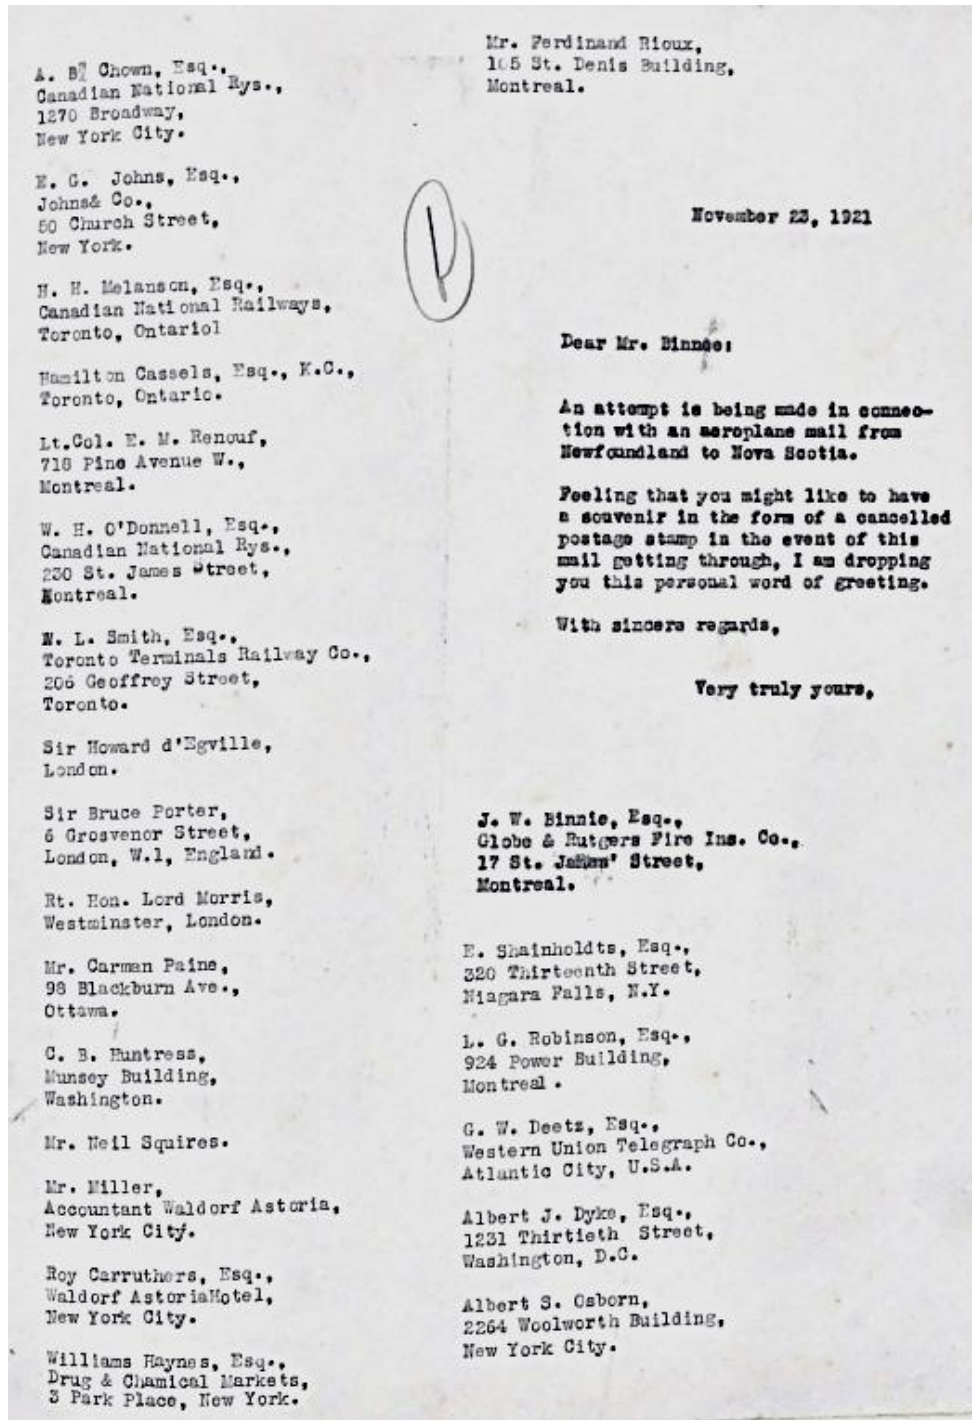 A. B. Chown, Esq.,
Canadian National Rys.,
1270 Broadway,
New York City.
E. G. Johns, Esq.,
Johns& Co.,
50 Church Street,
New York.
H. H. Melanson, Esq.,
Canadian National Railways,
Toronto, Ontariol
Hamilton Cassels, Esq., K.C.,
Toronto, Ontario.
Lt.Col. E. M. Renouf,
718 Pine Avenue W.,
Montreal.
W. H. O'Donnell, Esq.,
Canadian National Rys.,
230 St. James Street,
Montreal.
N. L. Smith, Esq.,
Toronto Terminals Railway Co.,
206 Geoffrey Street,
Toronto.
Sir Howard d'Egville,
London.
Sir Bruce Porter,
6 Grosvenor Street,
London, W.1, England.
Rt. Hon. Lord Morris,
Westminster, London.
Mr. Carman Paine,
98 Blackburn Ave.,
Ottawa.
C. B. Huntress,
Munsey Building,
Washington.
Mr. Neil Squires.
Mr. Miller,
Accountant Waldorf Astoria,
New York City.
Roy Carruthers, Esq.,
Waldorf AstoriaHotel,
New York City.
Williams Haynes, Esq.,
Drug & Chamical Markets,
3 Park Place, New York.
Mr. Ferdinand Rioux,
105 St. Denis Building,
Montreal.
November 23, 1921
Dear Mr. Binnee:
An attempt is being made in connec-
tion with an aeroplane mail from
Newfoundland to Nova Scotia.
Feeling that you might like to have
a souvenir in the form of a cancelled
postage stamp in the event of this
mail getting through, I am dropping
you this personal word of greeting.
With sincere regards,
Very truly yours,
J. W. Binnie, Esq.,
Globe & Rutgers Fire Ins. Co.,
17 St. James' Street,
Montreal.
E. Shainholdts, Esq.,
320 Thirteenth Street,
Niagara Falls, N.Y.
L. G. Robinson, Esq.,
924 Power Building,
Montreal.
G. W. Deetz, Esq.,
Western Union Telegraph Co.,
Atlantic City, U.S.A.
Albert J. Dyke, Esq.,
1231 Thirtieth Street,
Washington, D.C.
Albert S. Osborn,
2264 Woolworth Building,
New York City.